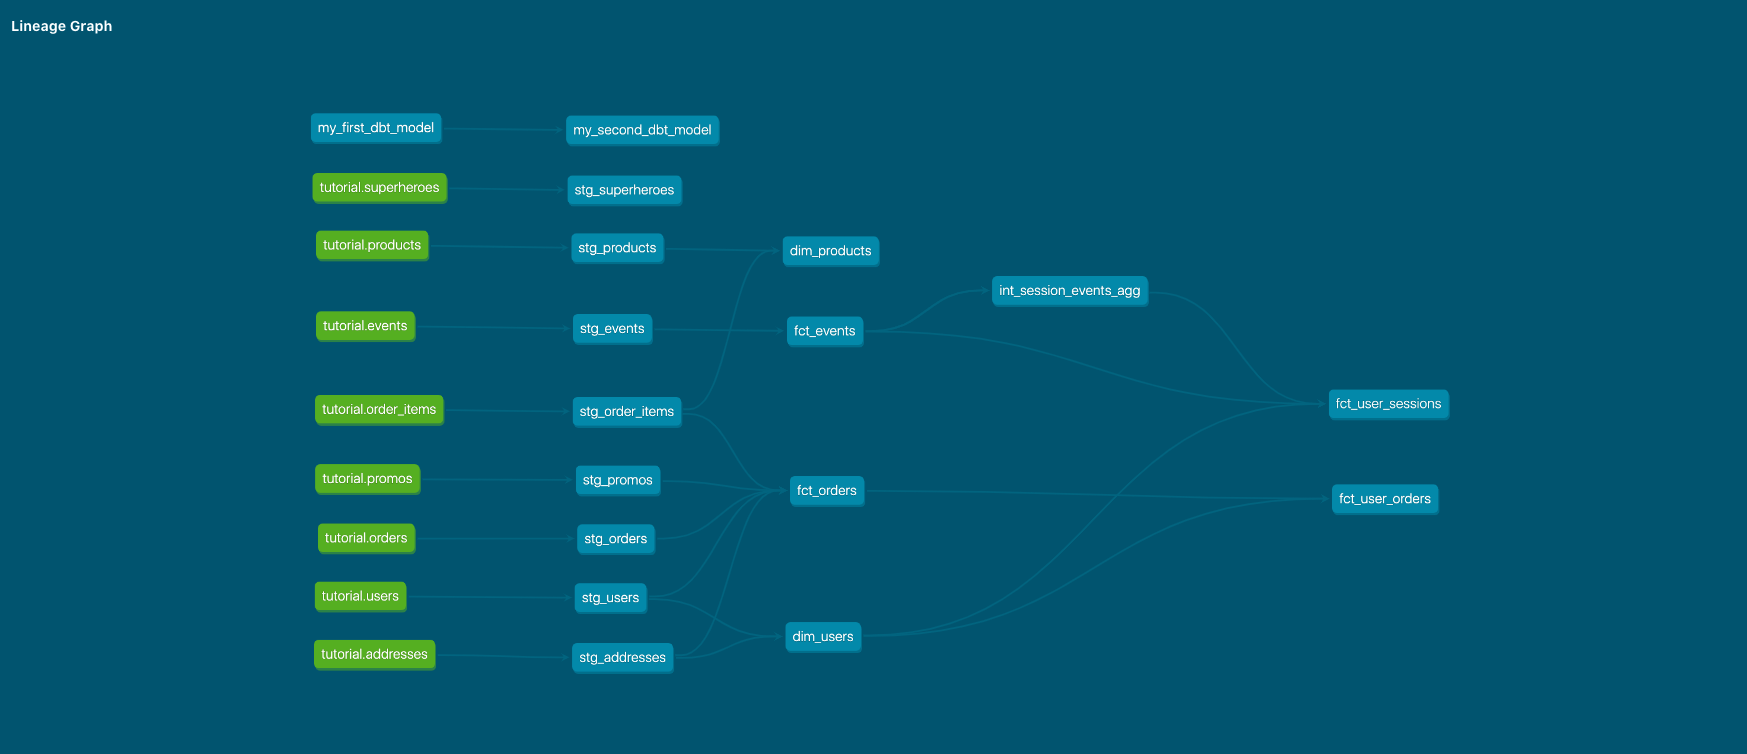 Lineage Graph
my_first_dbt_model
my_second_dbt_model
tutorial.superheroes
stg_superheroes
tutorial.products
stg_products
dim_products
int_session_events_agg
tutorial.events
stg_events
fct_events
fct_user_sessions
tutorial.order_items
stg_order_items
tutorial.promos
stg_promos
fct_orders
fct_user_orders
tutorial.orders
stg_orders
tutorial.users
stg_users
dim_users
tutorial.addresses
stg_addresses